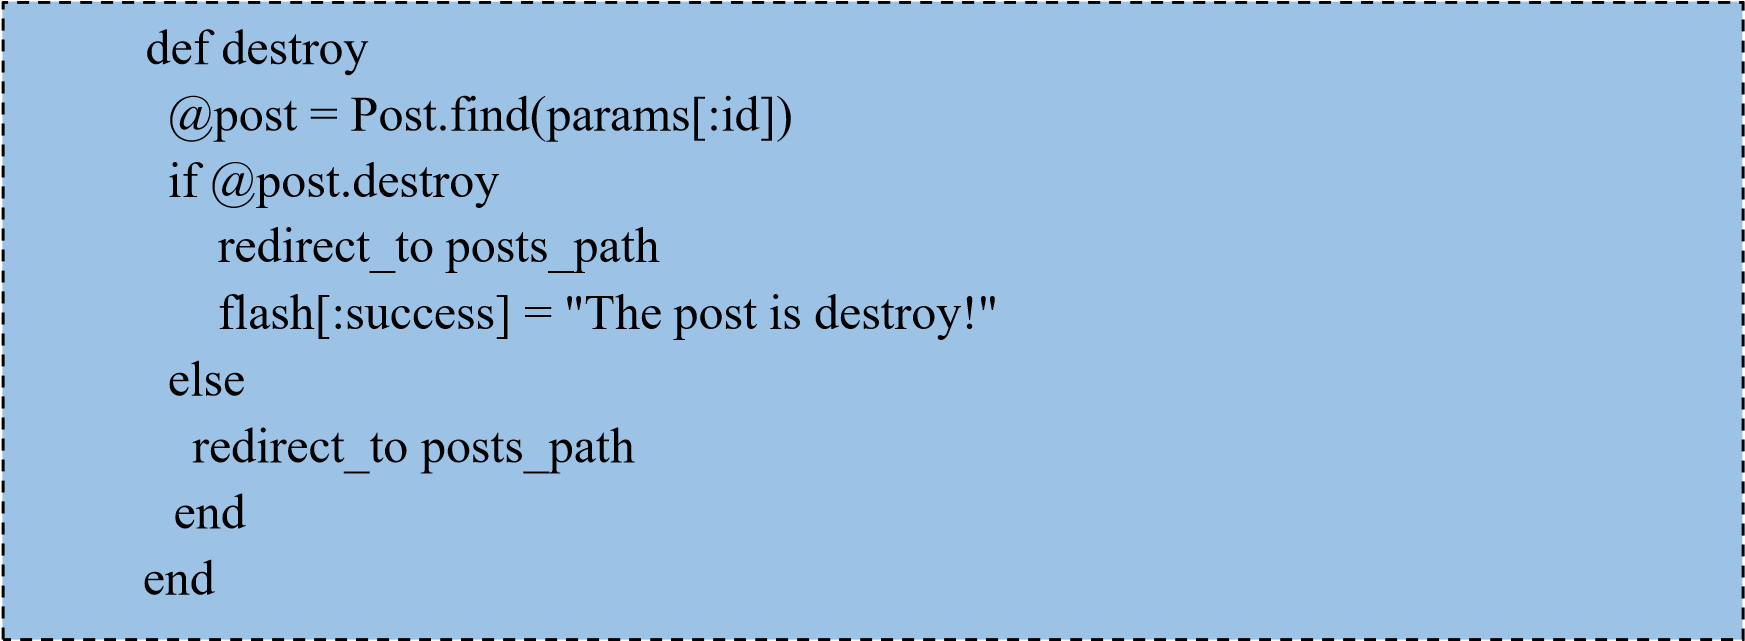 def destroy
@post = Post.find(params[:id])
if @post.destroy
redirect_to posts_path
flash[:success] = "The post is destroy!"
else
redirect_to posts_path
end
end